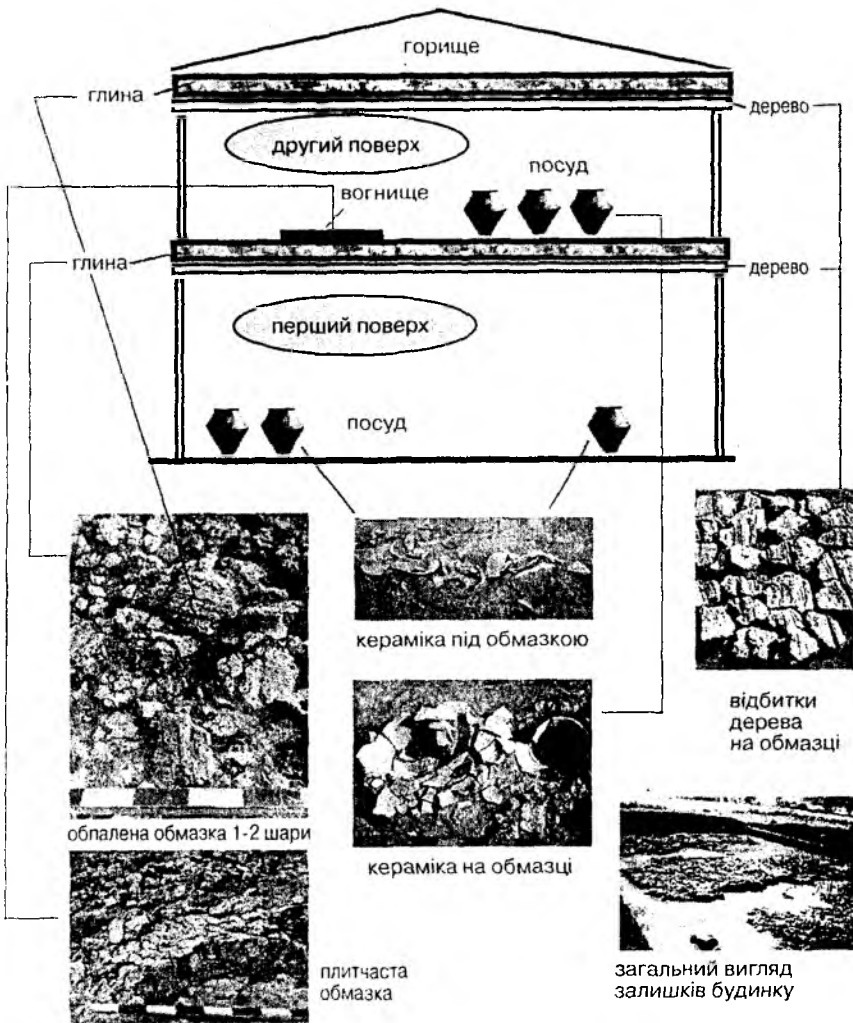 горище
глина
дерево
другий поверх
посуд
вогнище
глина
дерево
перший поверх
посуд
кераміка під обмазкою
відбитки
дерева
на обмазці
обпалена обмазка 1-2 шари
кераміка на обмазці
плитчаста
обмазка
загальний вигляд
залишків будинку